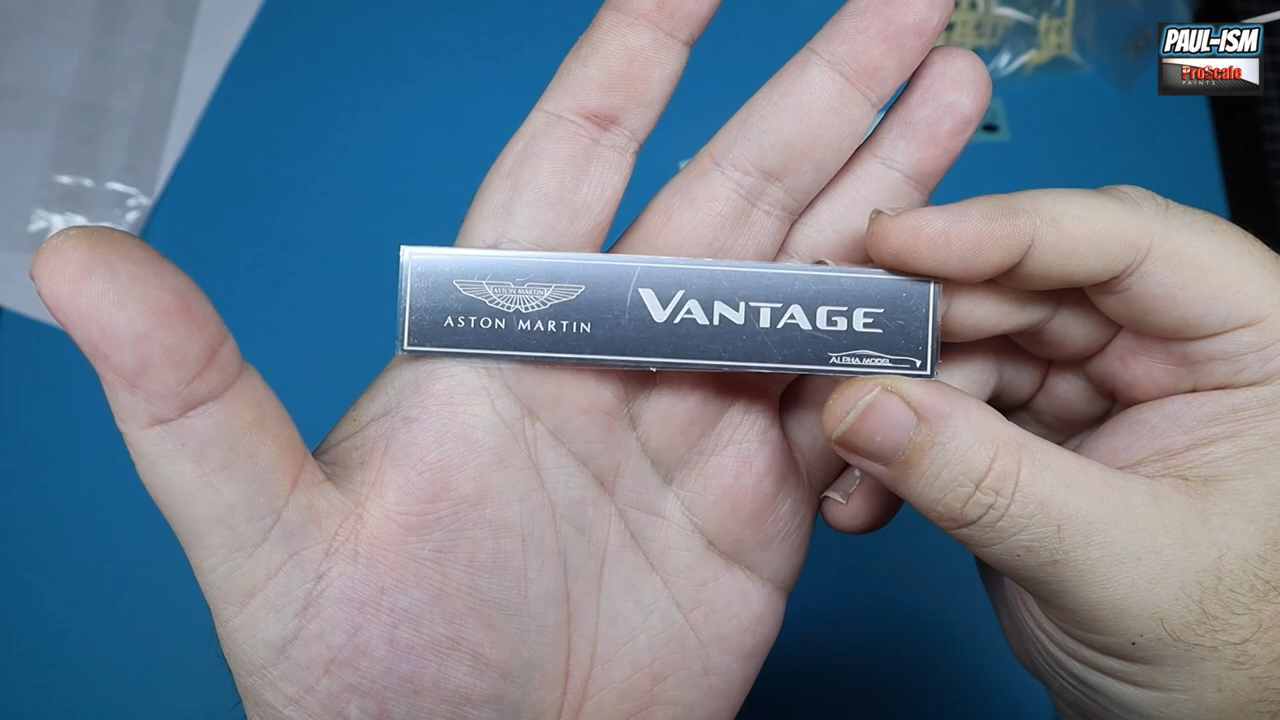 PAUL-ISM
ProScale
PAINTS
ASTON MARTIN
ASTON MARTIN
VANTAGE
ALPHA MODEL